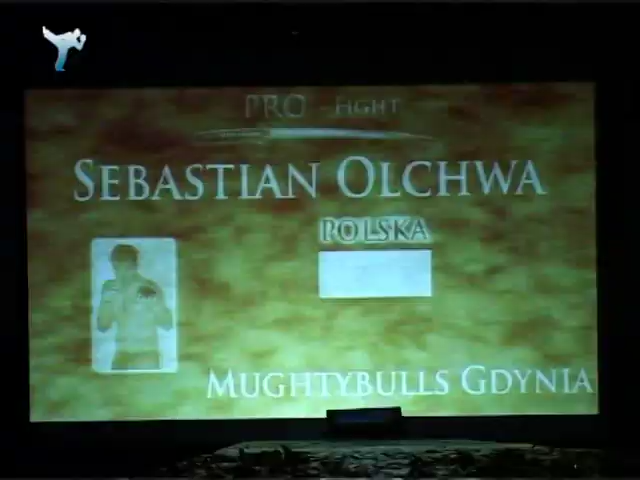 PRO - FIGHT
SEBASTIAN OLCHWA
POLSKA
MUGHTYBULLS GDYNIA